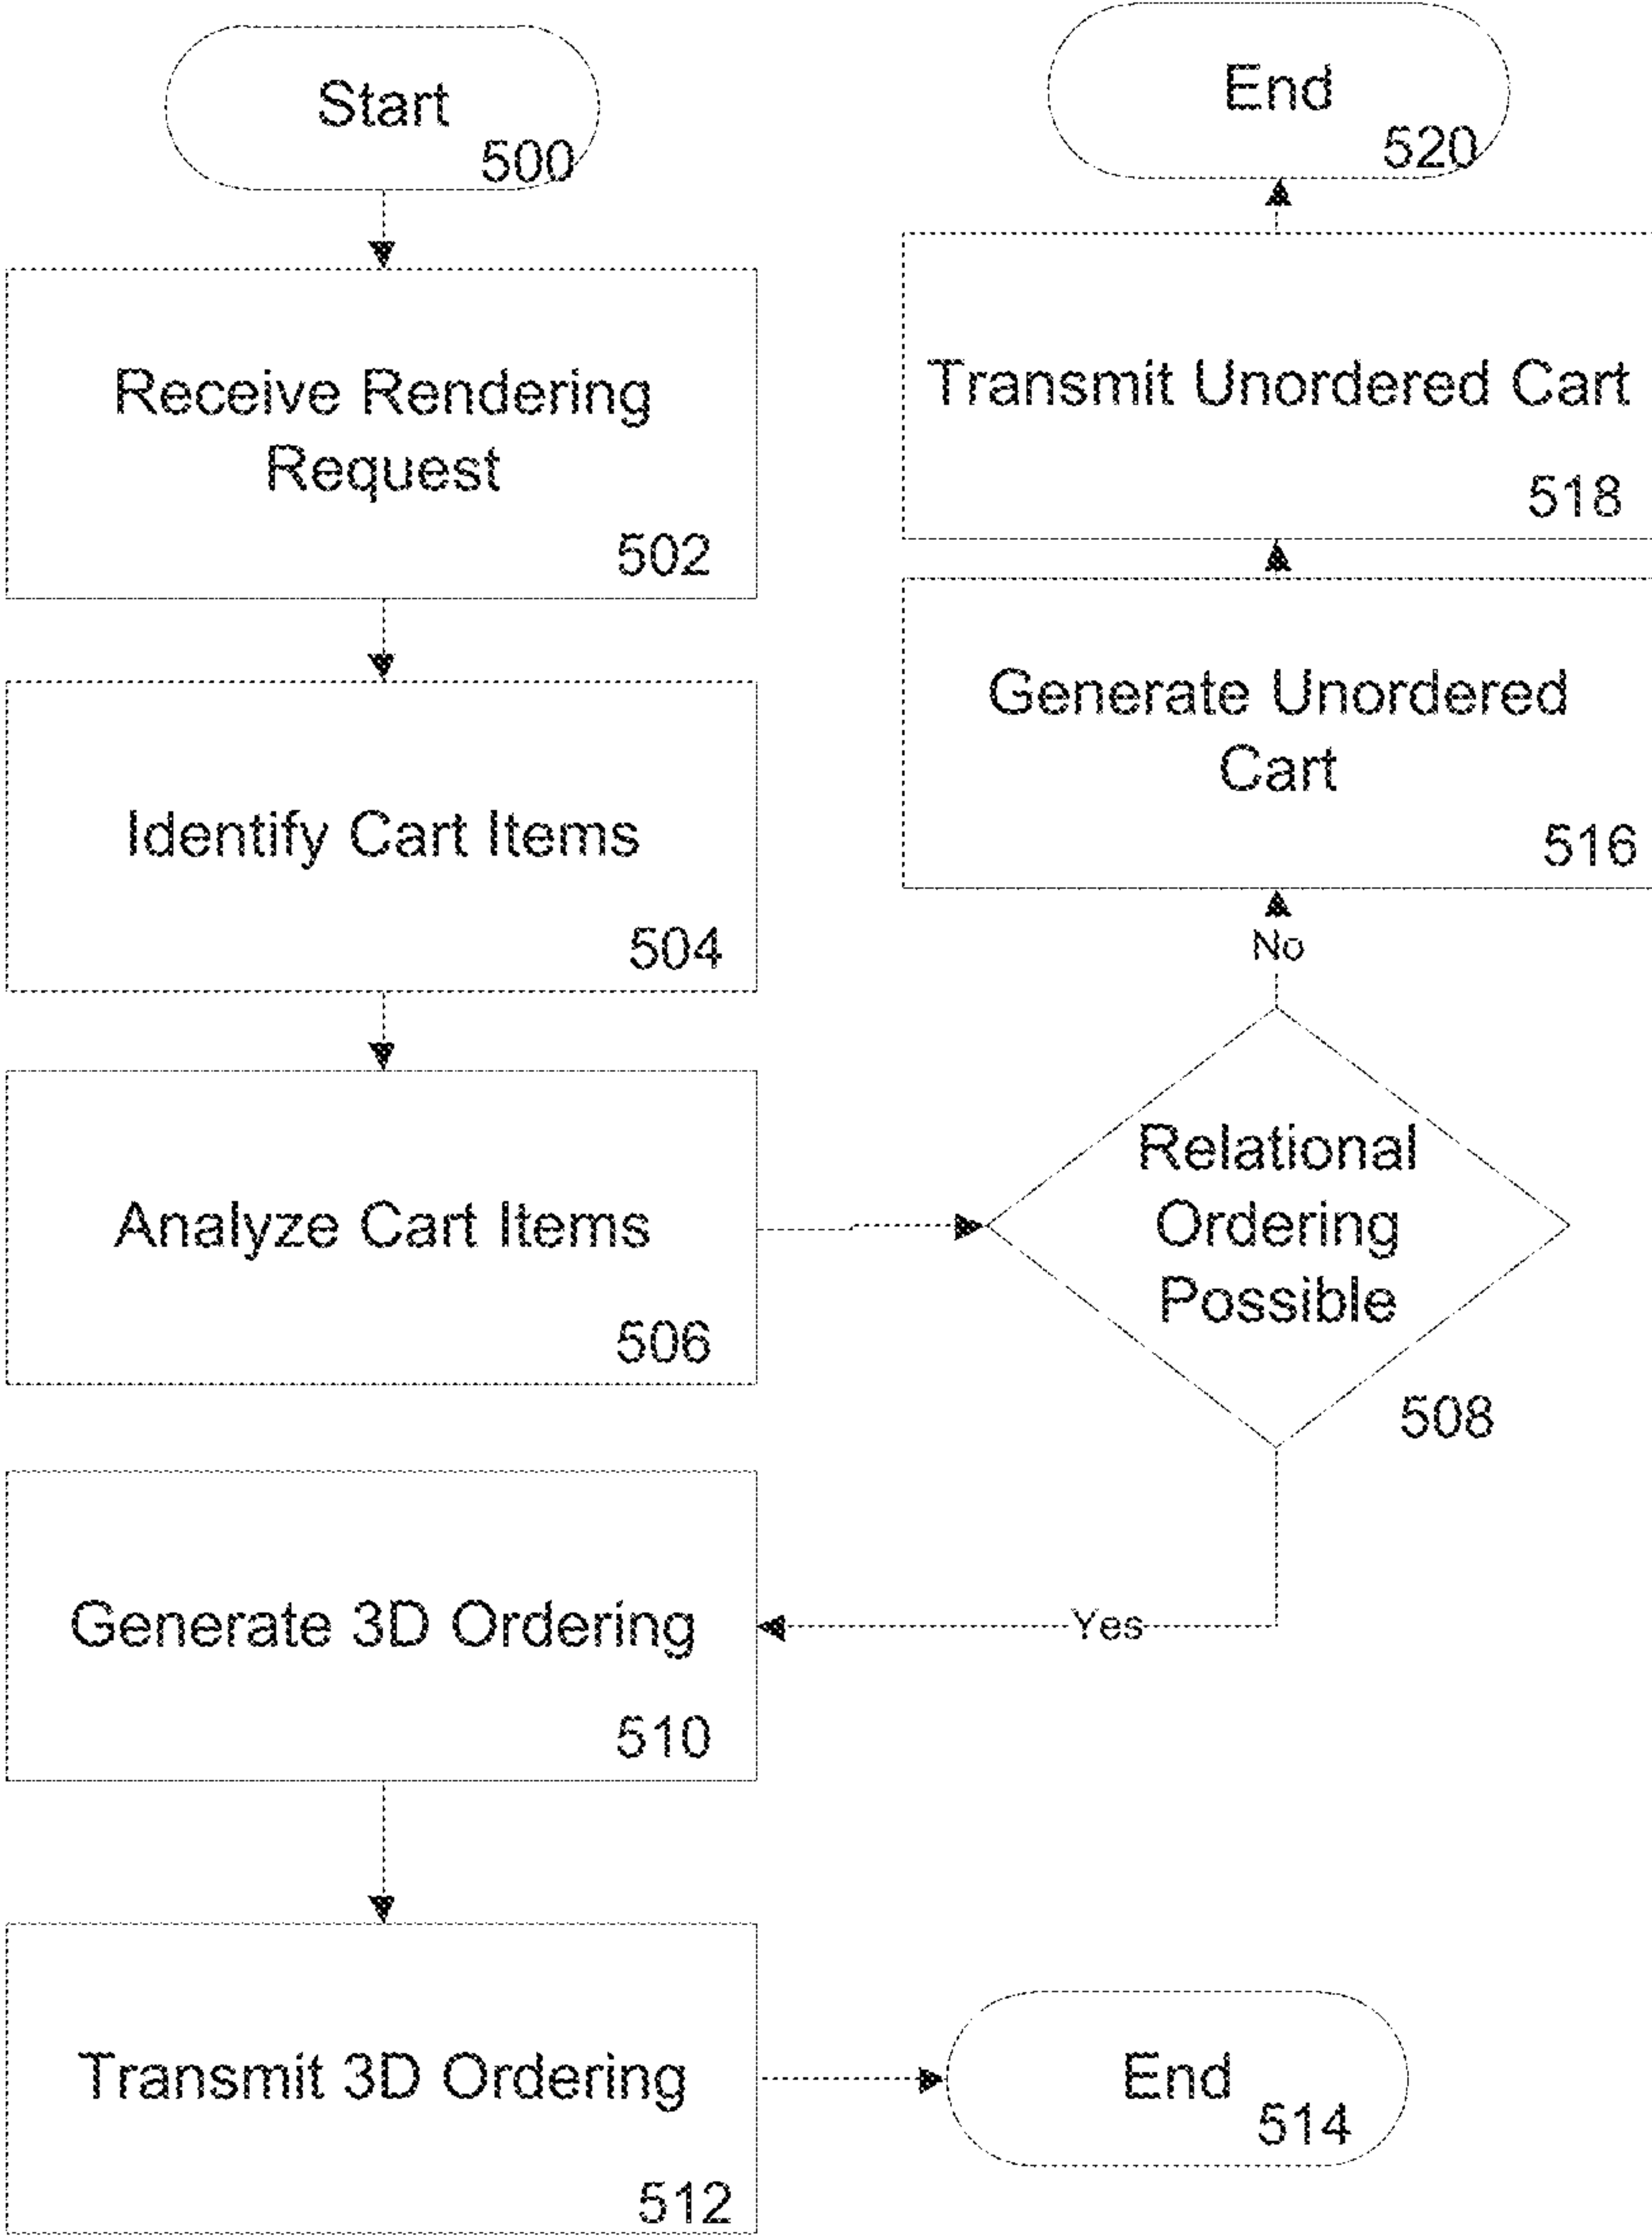 Start
500
Receive Rendering
Request
502
Identify Cart Items
504
Analyze Cart Items
506
Relational
Ordering
Possible
508
Yes
Generate 3D Ordering
510
Transmit 3D Ordering
512
End
514
No
Generate Unordered
Cart
516
Transmit Unordered Cart
518
End
520